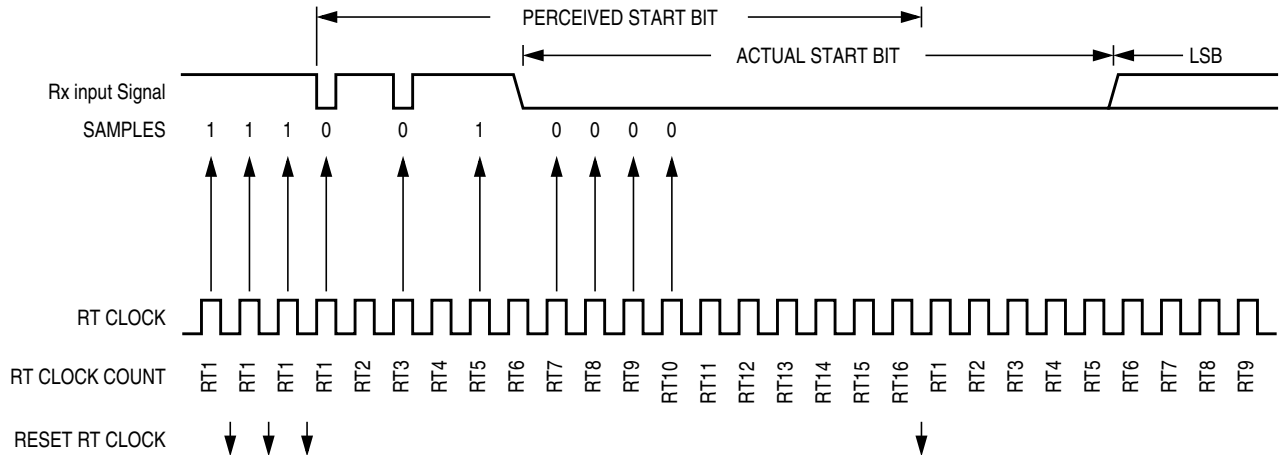 PERCEIVED START BIT
ACTUAL START BIT
LSB
Rx input Signal
SAMPLES 1 1 1 0 0 1 0 0 0 0
RT CLOCK
RT CLOCK COUNT RT1 RT1 RT1 RT1 RT2 RT3 RT4 RT5 RT6 RT7 RT8 RT9 RT10 RT11 RT12 RT13 RT14 RT15 RT16 RT1 RT2 RT3 RT4 RT5 RT6 RT7 RT8 RT9
RESET RT CLOCK